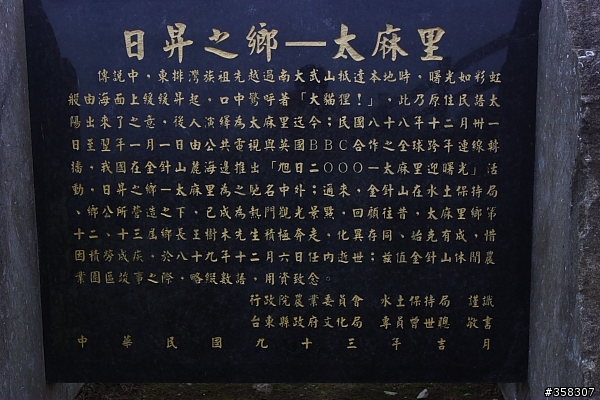 日昇之鄉—太麻里
傳說中,東排灣族祖先越過南大武山抵達本地時,曙光如彩虹
般由海面上緩緩昇起,口中驚呼著「大貓狸!」,此乃原住民語太
陽出來了之意,後人演繹為太麻里迄今;民國八十八年十二月卅一
日至翌年一月一日由公共電視與英國BBC合作之全球跨年連線轉
播,我國在金針山麓海邊推出「旭日二〇〇〇太麻里迎曙光」活
動,日昇之鄉—太麻里為之馳名中外;邇來,金針山在水土保持局
、鄉公所營造之下,已成為熱門觀光景點,回顧往昔,太麻里鄉第
十二、十三屆鄉長王樹木先生積極奔走,化異存同、始克有成,惜
因積勞成疾,於八十九年十二月六日任內逝世;茲值金針山休閒農
業園區竣事之際,略綴數語,用資致念。
行政院農業委員會 水土保持局 謹識
台東縣政府文化局 專員曾世聰 敬書
中華民國九十三年吉月
#358307